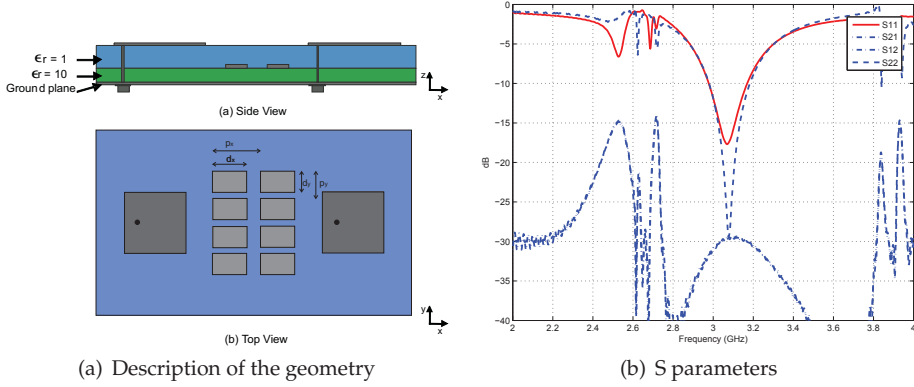 ϵr = 1
ϵr = 10
Ground plane
z
x
(a) Side View
px
dx
dy
py
y
x
(b) Top View
(a) Description of the geometry
0
−5
−10
−15
−20
−25
−30
−35
−40
dB
2
2.2
2.4
2.6
2.8
3
3.2
3.4
3.6
3.8
4
Frequency (GHz)
S11
S21
S12
S22
(b) S parameters